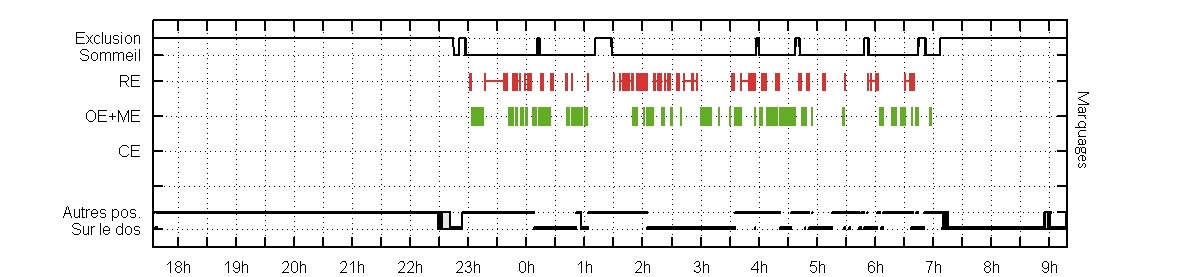 Exclusion
Sommeil
RE
OE+ME
CE
Autres pos.
Sur le dos
Marquages
18h 19h 20h 21h 22h 23h 0h 1h 2h 3h 4h 5h 6h 7h 8h 9h